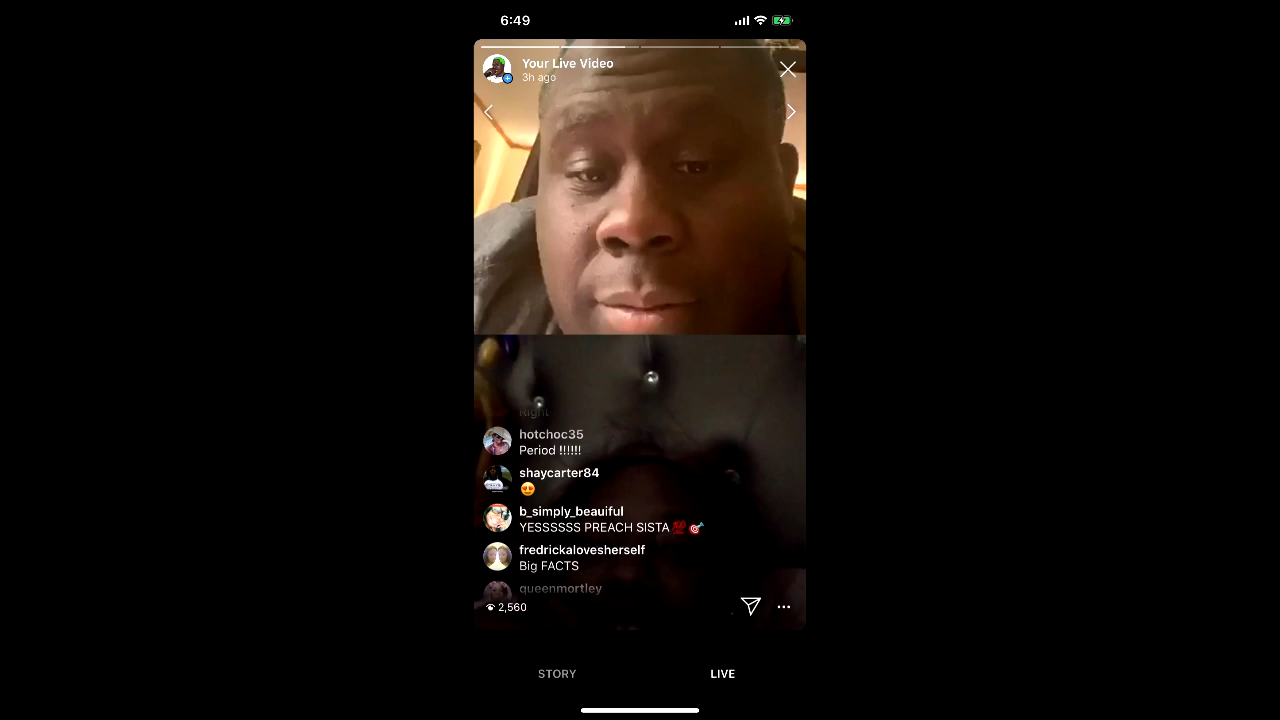 6:49
Your Live Video
3h ago
Right
hotchoc35
Period !!!!!!
shaycarter84
😍
b_simply_beauiful
YESSSSSS PREACH SISTA 💯 🎯
fredrickalovesherself
Big FACTS
queenmortley
2,560
STORY
LIVE